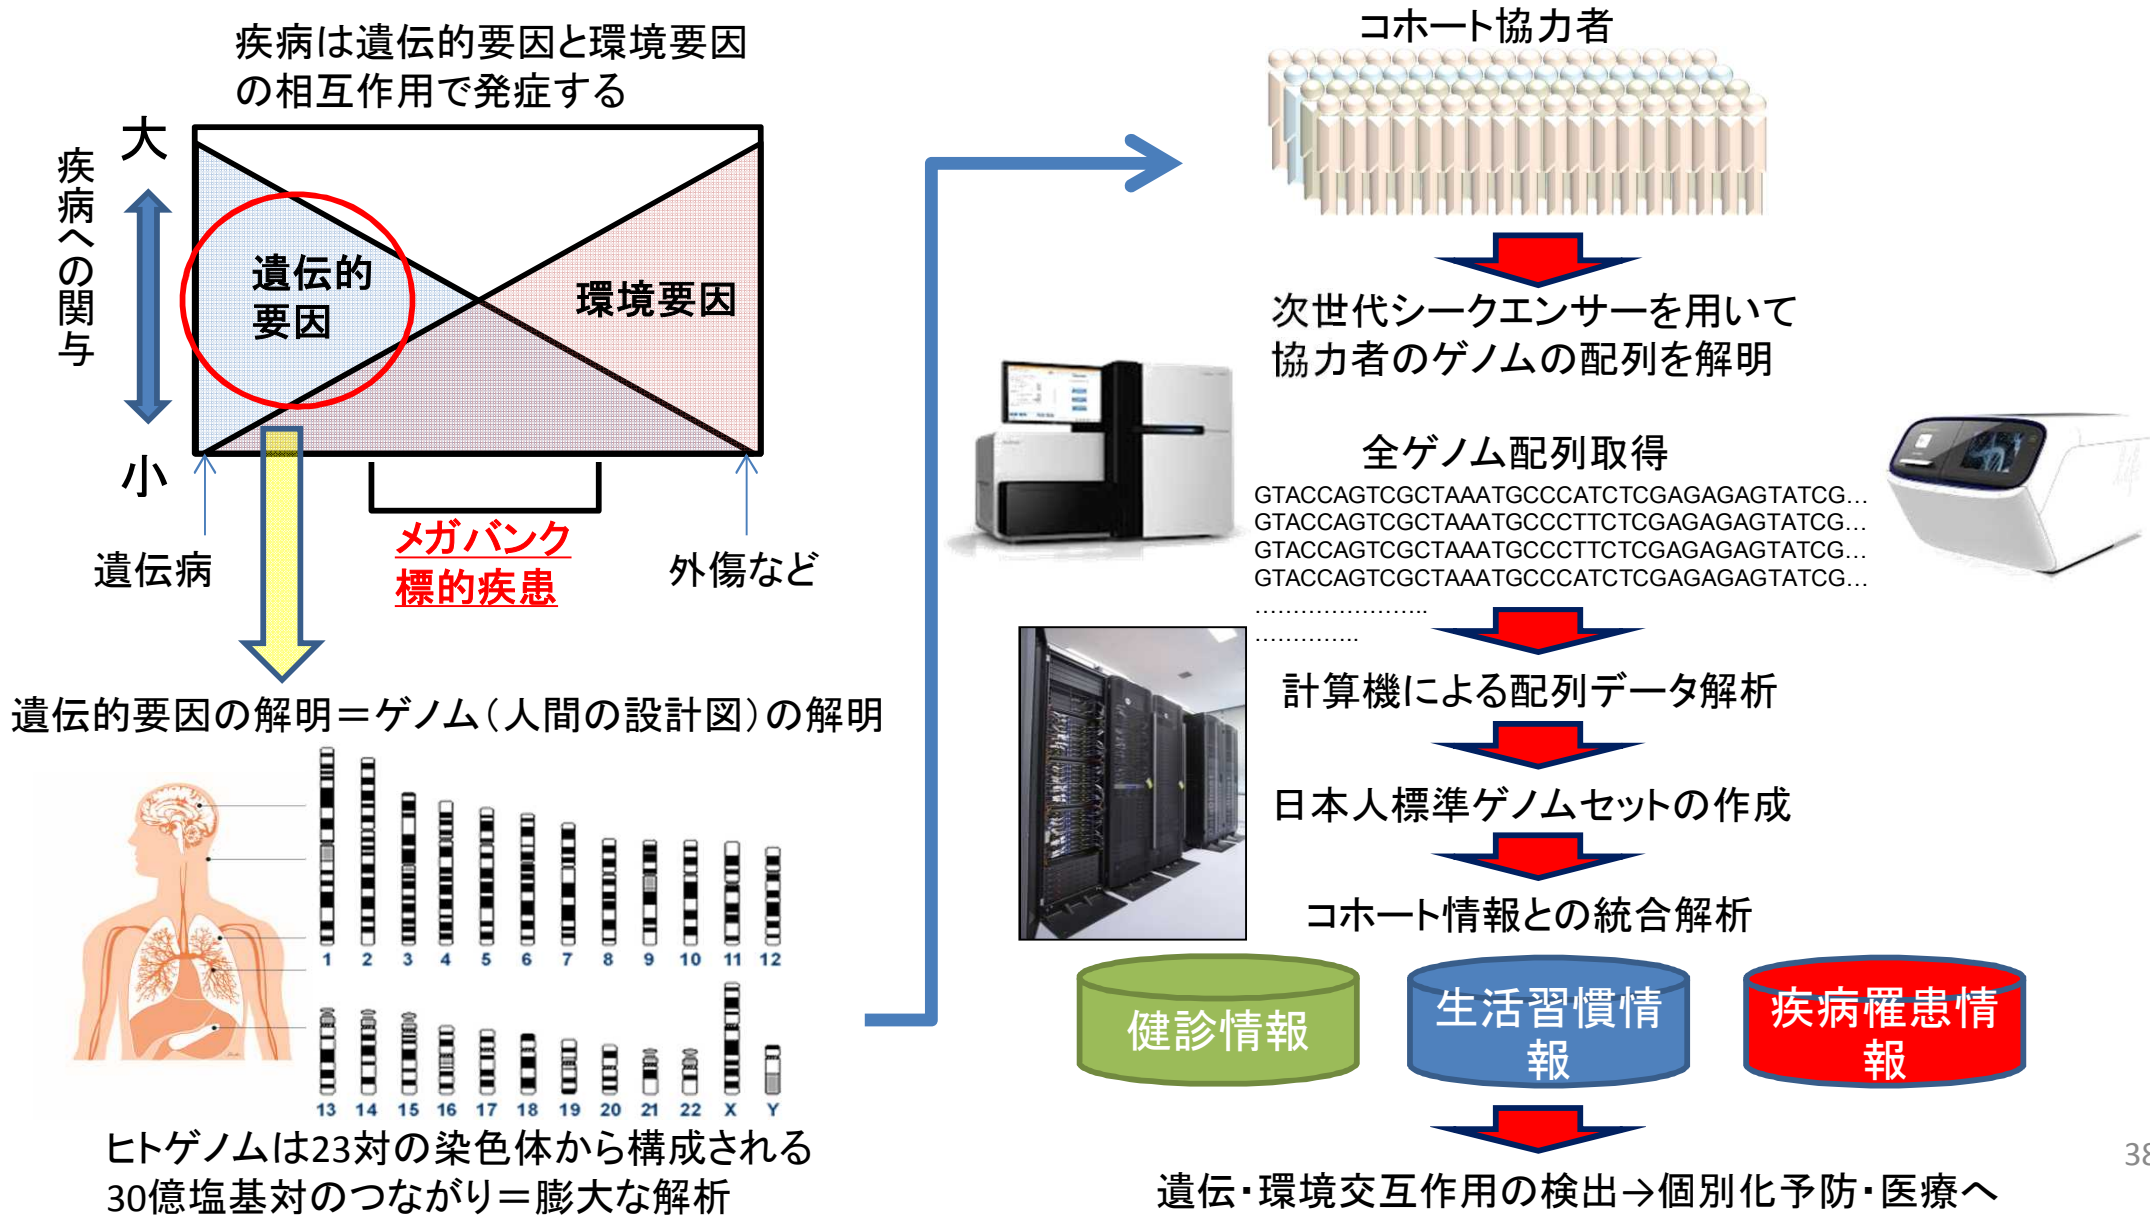 疾病は遺伝的要因と環境要因
の相互作用で発症する
大
疾病への関与
小
遺伝的
要因
環境要因
遺伝病
メガバンク
標的疾患
外傷など
遺伝的要因の解明＝ゲノム（人間の設計図）の解明
1 2 3 4 5 6 7 8 9 10 11 12
13 14 15 16 17 18 19 20 21 22 X Y
ヒトゲノムは23対の染色体から構成される
30億塩基対のつながり＝膨大な解析
コホート協力者
次世代シークエンサーを用いて
協力者のゲノムの配列を解明
全ゲノム配列取得
GTACCAGTCGCTAAATGCCCATCTCGAGAGAGTATCG…
GTACCAGTCGCTAAATGCCCTTCTCGAGAGAGTATCG…
GTACCAGTCGCTAAATGCCCTTCTCGAGAGAGTATCG…
GTACCAGTCGCTAAATGCCCATCTCGAGAGAGTATCG…
…………………..
…………..
計算機による配列データ解析
日本人標準ゲノムセットの作成
コホート情報との統合解析
健診情報
生活習慣情
報
疾病罹患情
報
遺伝・環境交互作用の検出→個別化予防・医療へ
38